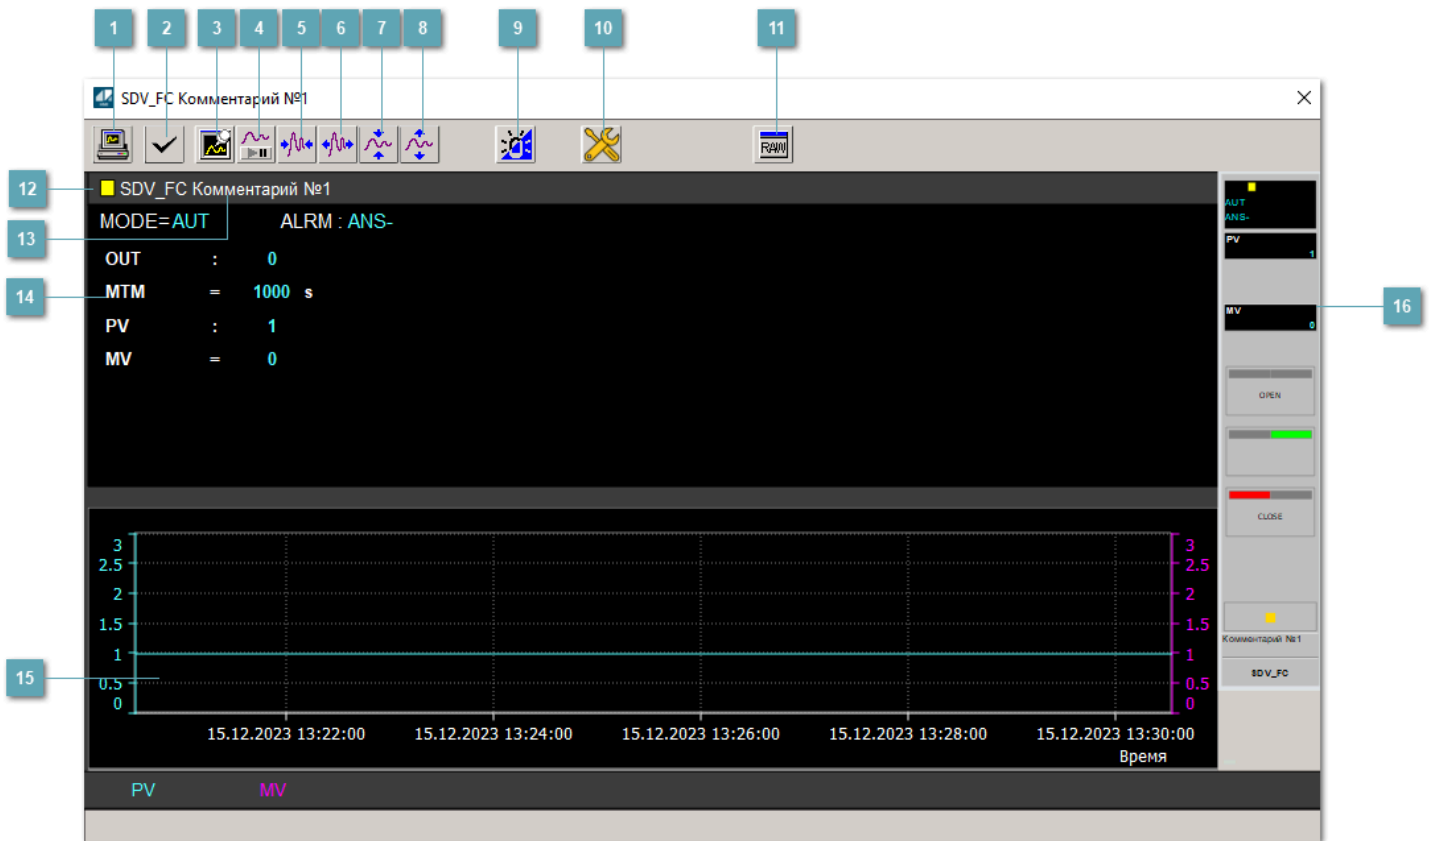 1 2 3 4 5 6 7 8 9 10 11
SDV_FC Комментарий №1
RAW
12
SDV_FC Комментарий №1
MODE=AUT ALRM : ANS-
13
OUT : 0
14
MTM = 1000 s
PV : 1
MV = 0
AUT
ANS-
PV
1
MV
0
16
OPEN
CLOSE
Комментарий №1
SDV_FC
3 3
2.5 2.5
2 2
1.5 1.5
1 1
15
0.5 0.5
0 0
15.12.2023 13:22:00 15.12.2023 13:24:00 15.12.2023 13:26:00 15.12.2023 13:28:00 15.12.2023 13:30:00
Время
PV MV